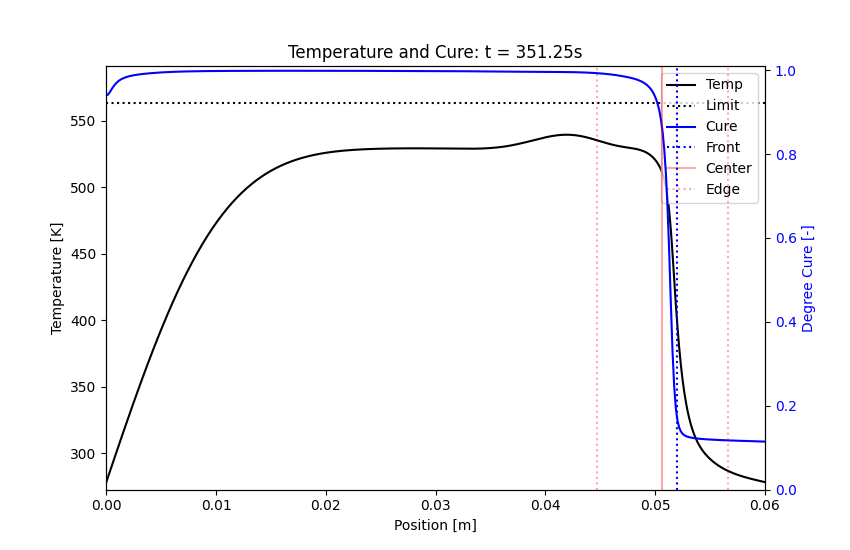 Temperature and Cure: t = 351.25s
Temperature [K]
550
500
450
400
350
300
Temp
Limit
Cure
Front
Center
Edge
1.0
0.8
0.6
0.4
0.2
0.0
Degree Cure [-]
0.00 0.01 0.02 0.03 0.04 0.05 0.06
Position [m]